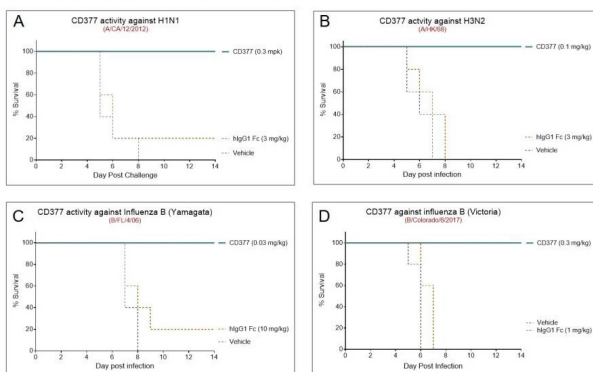 A
CD377 activity against H1N1
(A/CA/12/2012)
100
80
60
40
20
0
% Survival
0 2 4 6 8 10 12 14
Day Post Challenge
CD377 (0.3 mpk)
hIgG1 Fc (3 mg/kg)
Vehicle
B
CD377 activity against H3N2
(A/HK/68)
100
80
60
40
20
0
% Survival
0 2 4 6 8 10 12 14
Day Post infection
CD377 (0.1 mg/kg)
hIgG1 Fc (3 mg/kg)
Vehicle
C
CD377 activity against Influenza B (Yamagata)
(B/FL/4/06)
100
80
60
40
20
0
% Survival
0 2 4 6 8 10 12 14
Day Post infection
CD377 (0.03 mg/kg)
hIgG1 Fc (10 mg/kg)
Vehicle
D
CD377 against influenza B (Victoria)
(B/Colorado/6/2017)
100
80
60
40
20
0
% Survival
0 2 4 6 8 10 12 14
Day Post Infection
CD377 (0.3 mg/kg)
Vehicle
hIgG1 Fc (1 mg/kg)